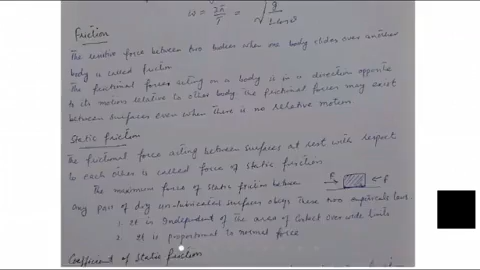 ω = 2π/T = √g/Lcosθ
Friction
The resistive force between two bodies when one body slides over another
body is called friction
The frictional forces acting on a body is in a direction opposite
to its motion relative to other body. The frictional forces may exist
between surfaces even when there is no relative motion
Static friction
The frictional force acting between surfaces at rest with respect
to each other is called force of static friction
The maximum force of static friction between
any pair of dry unlubricated surfaces obeys these two empirical laws
1. It is independent of the area of contact over wide limits
2. It is proportional to normal force
Coefficient of static friction